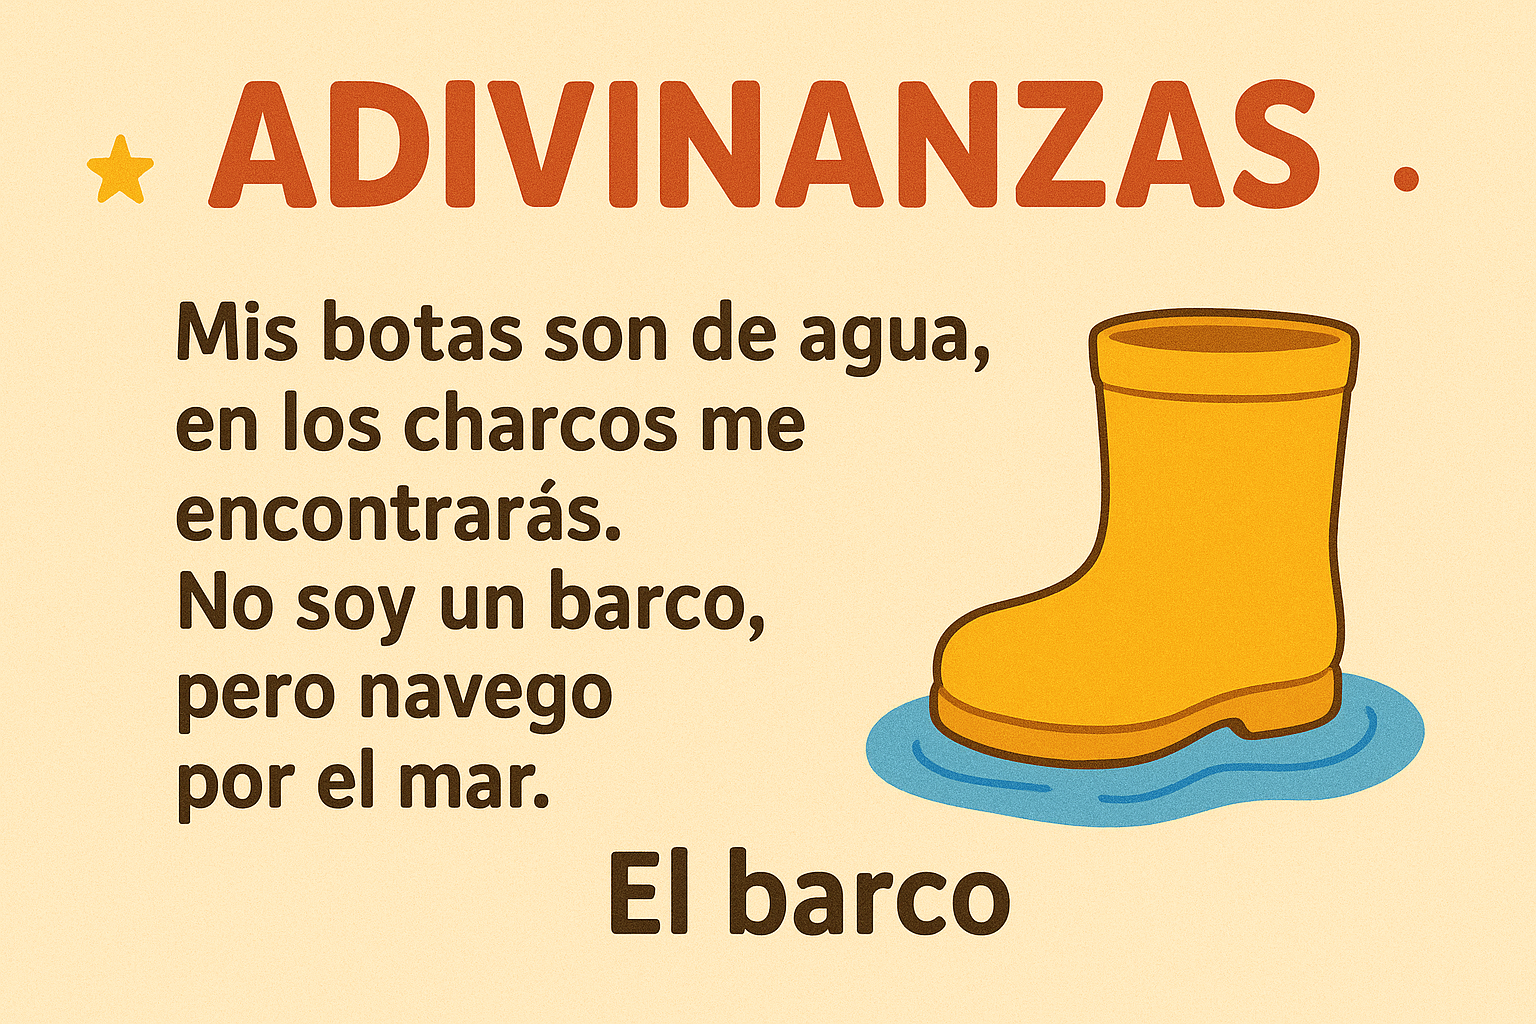 ADIVINANZAS
Mis botas son de agua,
en los charcos me
encontrarás.
No soy un barco,
pero navego
por el mar.
El barco